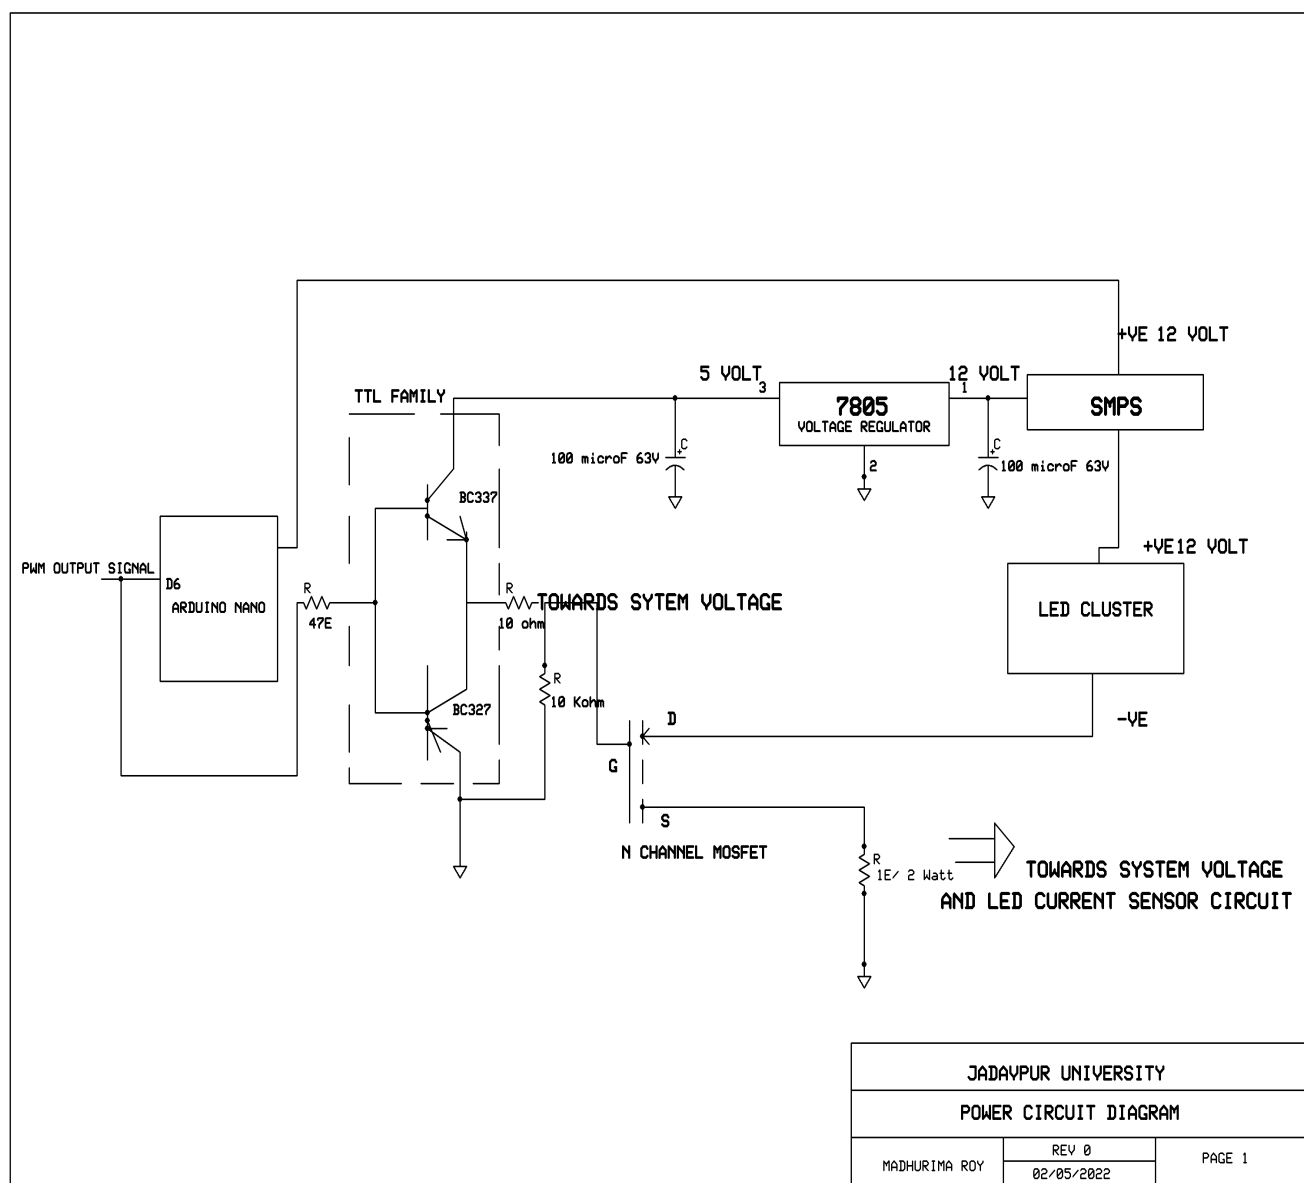 +VE 12 VOLT
5 VOLT
3
12 VOLT
1
TTL FAMILY
7805
VOLTAGE REGULATOR
SMPS
C
+
100 microF 63V
2
C
+
100 microF 63V
BC337
+VE12 VOLT
PWM OUTPUT SIGNAL
D6
ARDUINO NANO
R
47E
R
10 ohm
TOWARDS SYTEM VOLTAGE
LED CLUSTER
R
10 Kohm
BC327
D
-VE
G
S
N CHANNEL MOSFET
R
1E/ 2 Watt
TOWARDS SYSTEM VOLTAGE
AND LED CURRENT SENSOR CIRCUIT
JADAVPUR UNIVERSITY
POWER CIRCUIT DIAGRAM
MADHURIMA ROY
REV 0
02/05/2022
PAGE 1